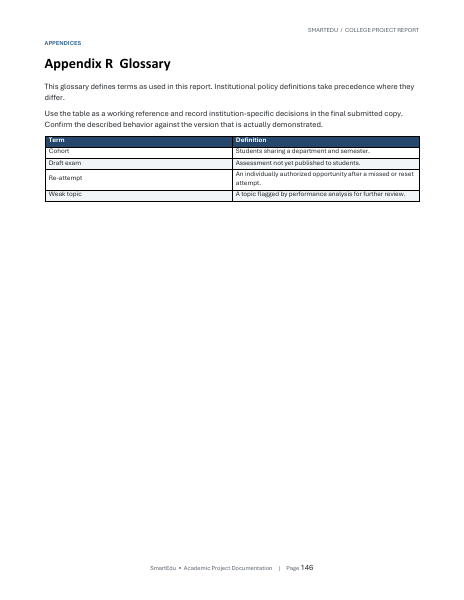 SMARTEDU / COLLEGE PROJECT REPORT
APPENDICES
Appendix R Glossary
This glossary defines terms as used in this report. Institutional policy definitions take precedence where they
differ.
Use the table as a working reference and record institution-specific decisions in the final submitted copy.
Confirm the described behavior against the version that is actually demonstrated.
Term Definition
Cohort Students sharing a department and semester.
Draft exam Assessment not yet published to students.
Re-attempt An individually authorized opportunity after a missed or reset
attempt.
Weak topic A topic flagged by performance analysis for further review.
SmartEdu • Academic Project Documentation | Page 146